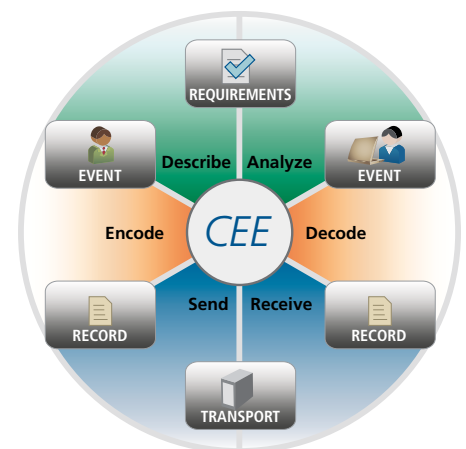 REQUIREMENTS
EVENT
Describe
Analyze
EVENT
Encode
CEE
Decode
RECORD
Send
Receive
RECORD
TRANSPORT